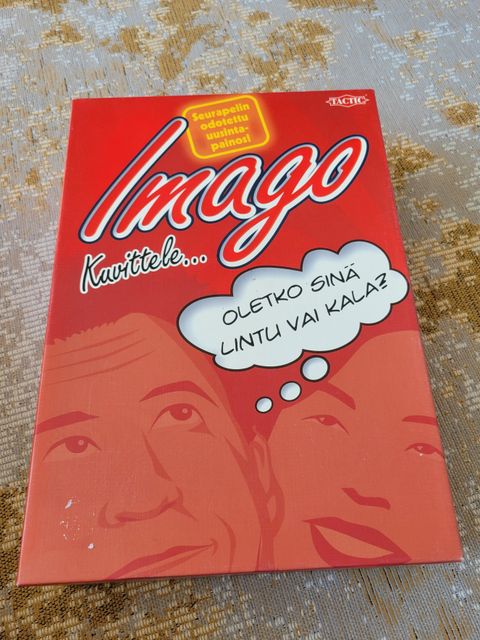 TACTIC
Seurapelin
odotettu
uusinta-
painos!
Imago
Kuvittele...
OLETKO SINÄ
LINTU VAI KALA?